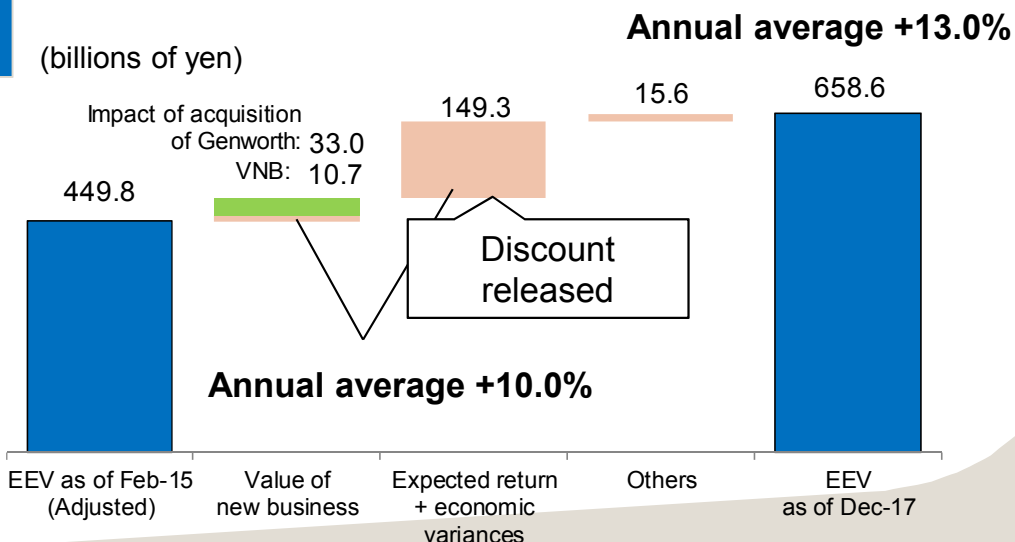 Annual average +13.0%
(billions of yen)
Impact of acquisition
of Genworth: 33.0
VNB: 10.7
449.8
149.3
15.6
658.6
Discount
released
Annual average +10.0%
EEV as of Feb-15
(Adjusted)
Value of
new business
Expected return
+ economic
variances
Others
EEV
as of Dec-17